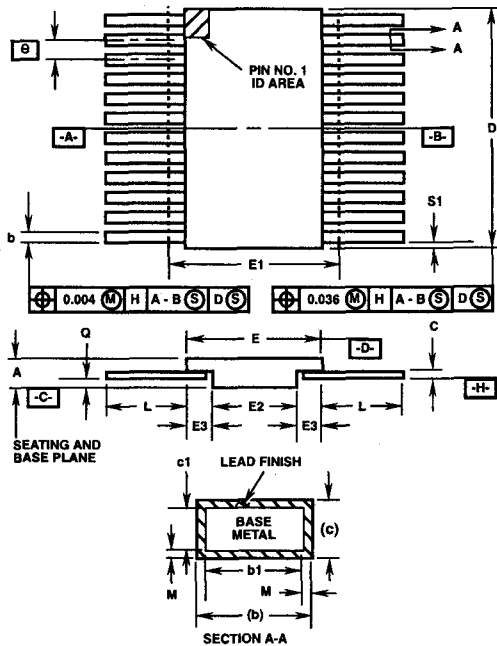 A
e
A
PIN NO. 1
ID AREA
-A-
-B-
D
S1
b
E1
0.004 M H A - B S D S
0.036 M H A - B S D S
Q
E
-D-
C
A
-C-
-H-
L
E3
E2
E3
L
SEATING AND
BASE PLANE
c1
LEAD FINISH
BASE
METAL
(c)
b1
M
M
(b)
SECTION A-A